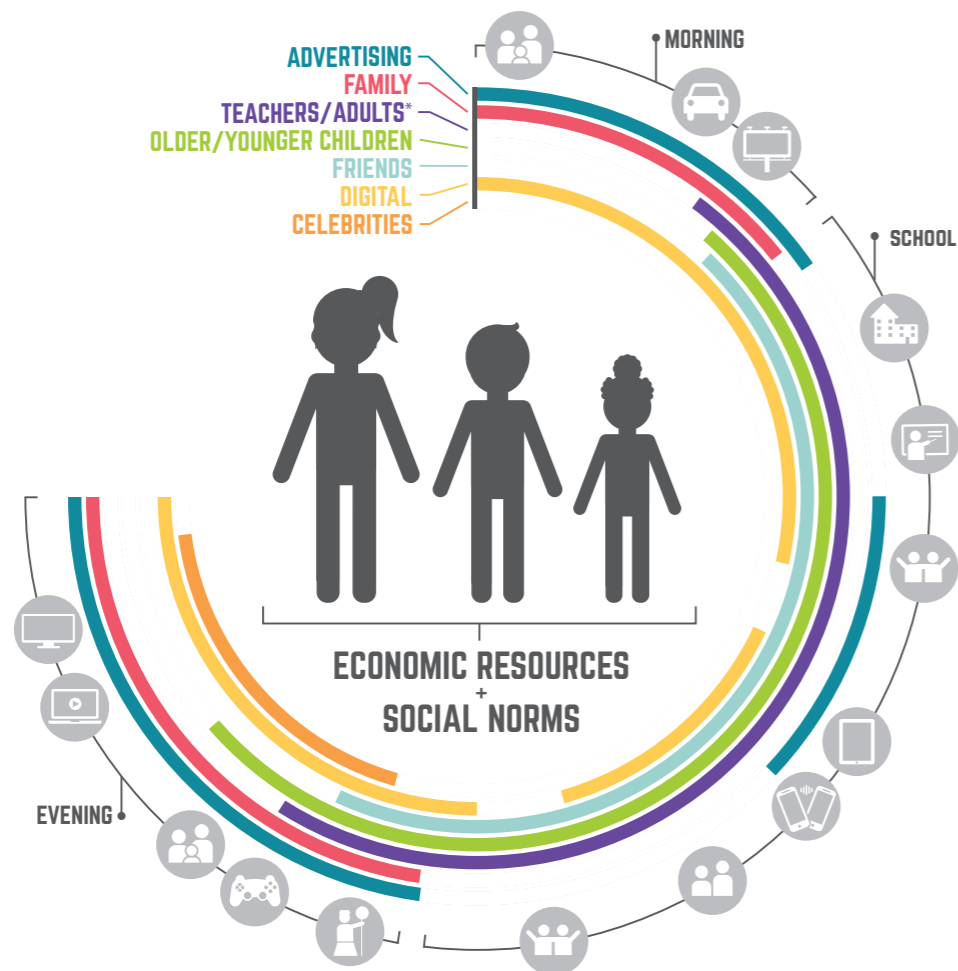 ADVERTISING
FAMILY
TEACHERS/ADULTS*
OLDER/YOUNGER CHILDREN
FRIENDS
DIGITAL
CELEBRITIES
MORNING
SCHOOL
ECONOMIC RESOURCES
+
SOCIAL NORMS
EVENING